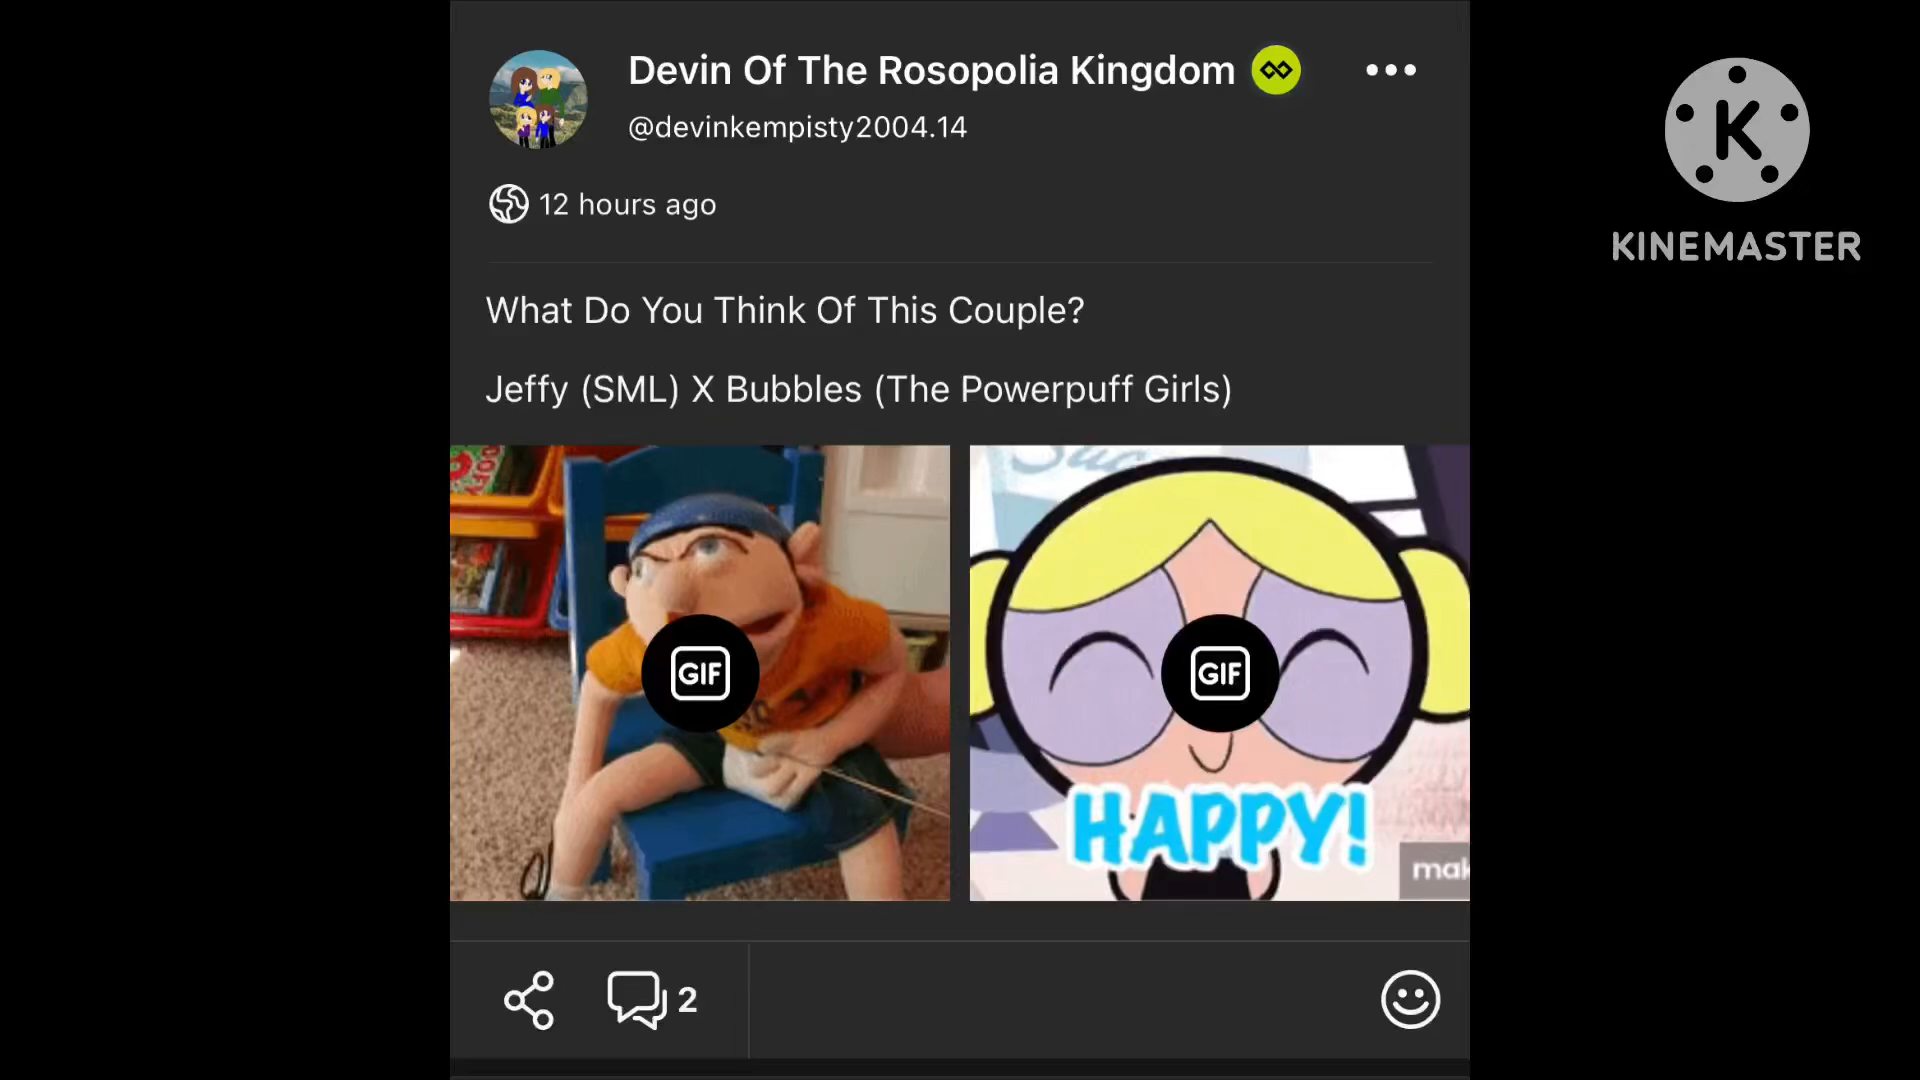 Devin Of The Rosopolia Kingdom
@devinkempisty2004.14
12 hours ago
What Do You Think Of This Couple?
Jeffy (SML) X Bubbles (The Powerpuff Girls)
GIF
GIF
HAPPY!
mak
2
K
KINEMASTER